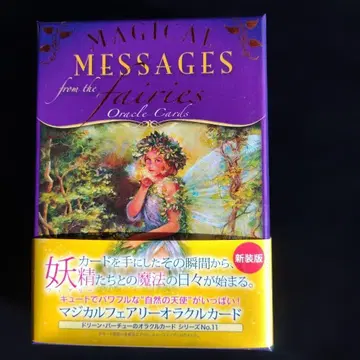 MAGICAL
MESSAGES
from the fairies
Oracle Cards
カードを手にしたその瞬間から、
妖精たちとの魔法の日々が始まる。
新装版
キュートでパワフルな"自然の天使"がいっぱい！
マジカルフェアリーオラクルカード
ドリーン・バーチューのオラクルカード シリーズNo.11